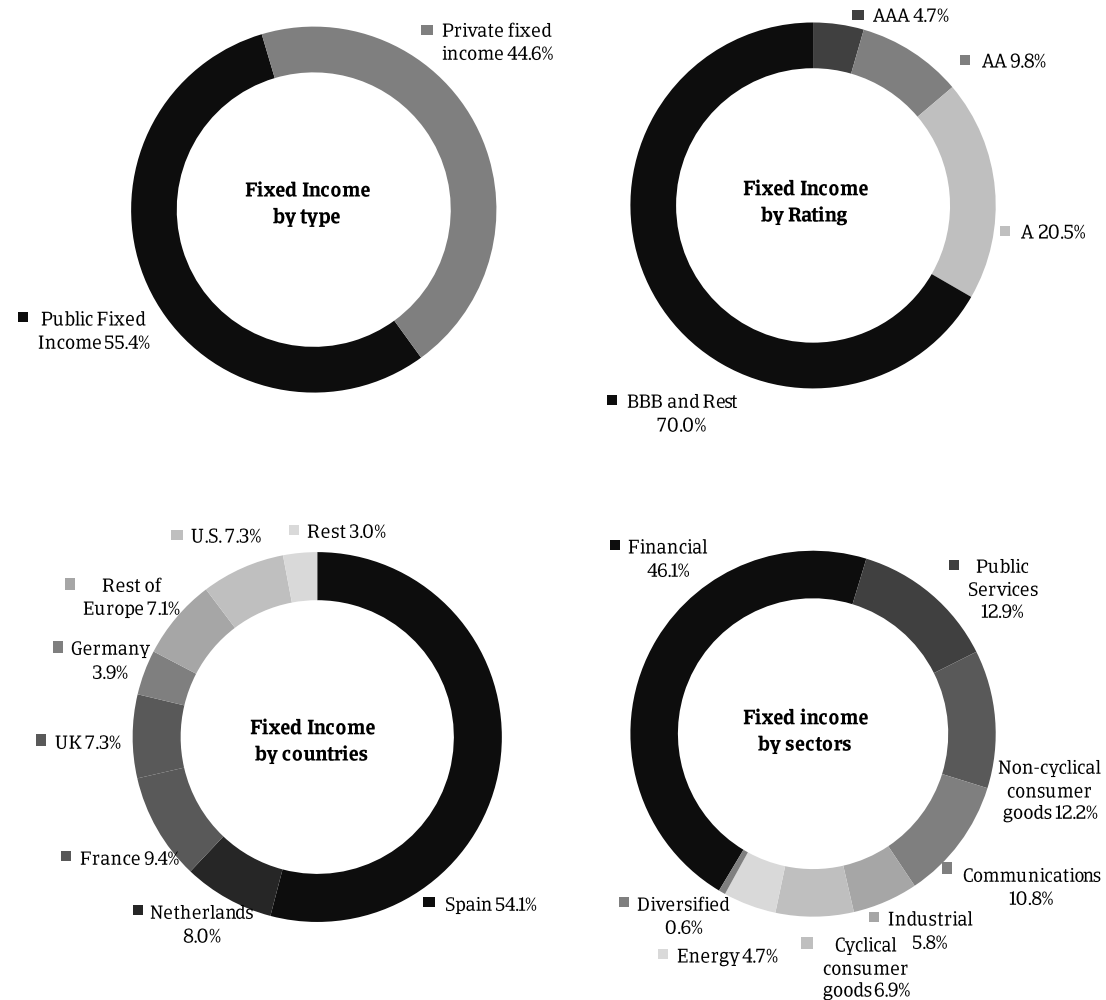 Private fixed
income 44.6%
Fixed Income
by type
Public Fixed
Income 55.4%
AAA 4.7%
AA 9.8%
Fixed Income
by Rating
A 20.5%
BBB and Rest
70.0%
U.S. 7.3%
Rest 3.0%
Rest of
Europe 7.1%
Germany
3.9%
UK 7.3%
Fixed Income
by countries
France 9.4%
Netherlands
8.0%
Spain 54.1%
Financial
46.1%
Public
Services
12.9%
Fixed income
by sectors
Non-cyclical
consumer
goods 12.2%
Communications
10.8%
Industrial
5.8%
Cyclical
consumer
goods 6.9%
Energy 4.7%
Diversified
0.6%